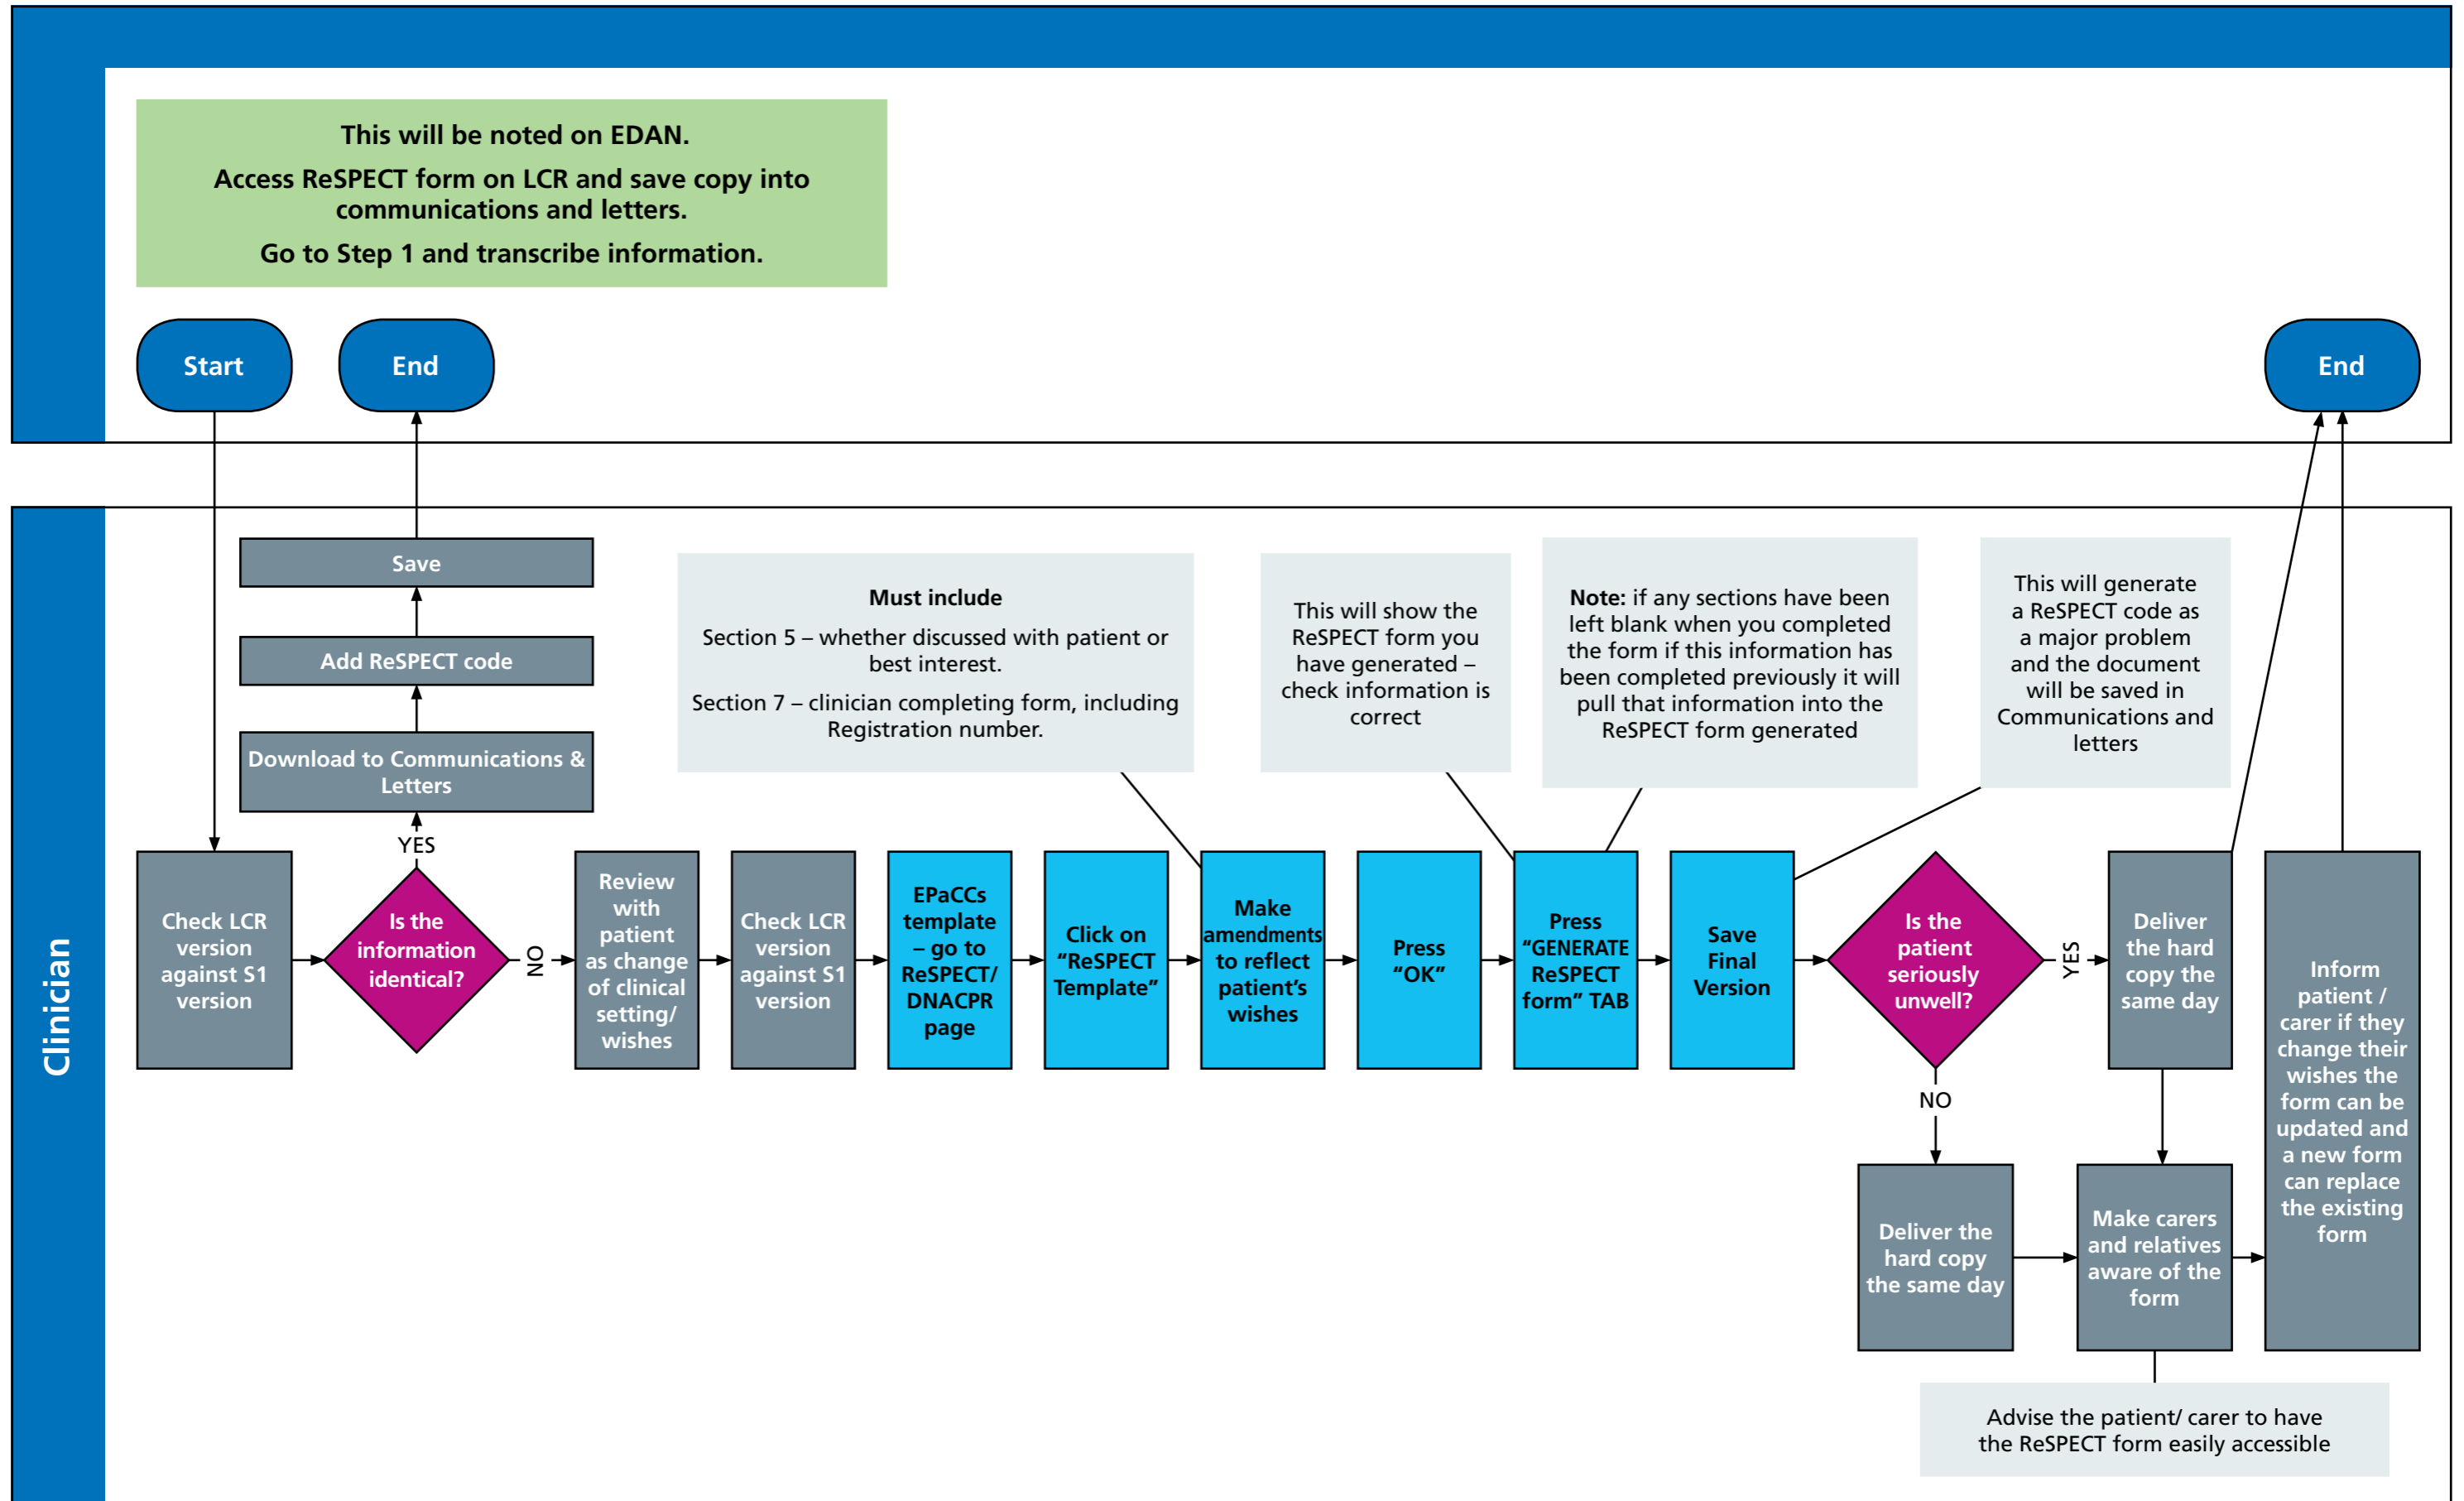 This will be noted on EDAN.
Access ReSPECT form on LCR and save copy into
communications and letters.
Go to Step 1 and transcribe information.
Start
End
End
Clinician
Save
Add ReSPECT code
Download to Communications &
Letters
YES
Must include
Section 5 – whether discussed with patient or
best interest.
Section 7 – clinician completing form, including
Registration number.
This will show the
ReSPECT form you
have generated –
check information is
correct
Note: if any sections have been
left blank when you completed
the form if this information has
been completed previously it will
pull that information into the
ReSPECT form generated
This will generate
a ReSPECT code as
a major problem
and the document
will be saved in
Communications and
letters
Check LCR
version
against S1
version
Is the
information
identical?
NO
Review
with
patient
as change
of clinical
setting/
wishes
Check LCR
version
against S1
version
EPaCCs
template
– go to
ReSPECT/
DNACPR
page
Click on
“ReSPECT
Template”
Make
amendments
to reflect
patient’s
wishes
Press
“OK”
Press
“GENERATE
ReSPECT
form” TAB
Save
Final
Version
Is the
patient
seriously
unwell?
YES
Deliver
the hard
copy the
same day
Inform
patient /
carer if they
change their
wishes the
form can be
updated and
a new form
can replace
the existing
form
NO
Deliver the
hard copy
the same day
Make carers
and relatives
aware of the
form
Advise the patient/ carer to have
the ReSPECT form easily accessible